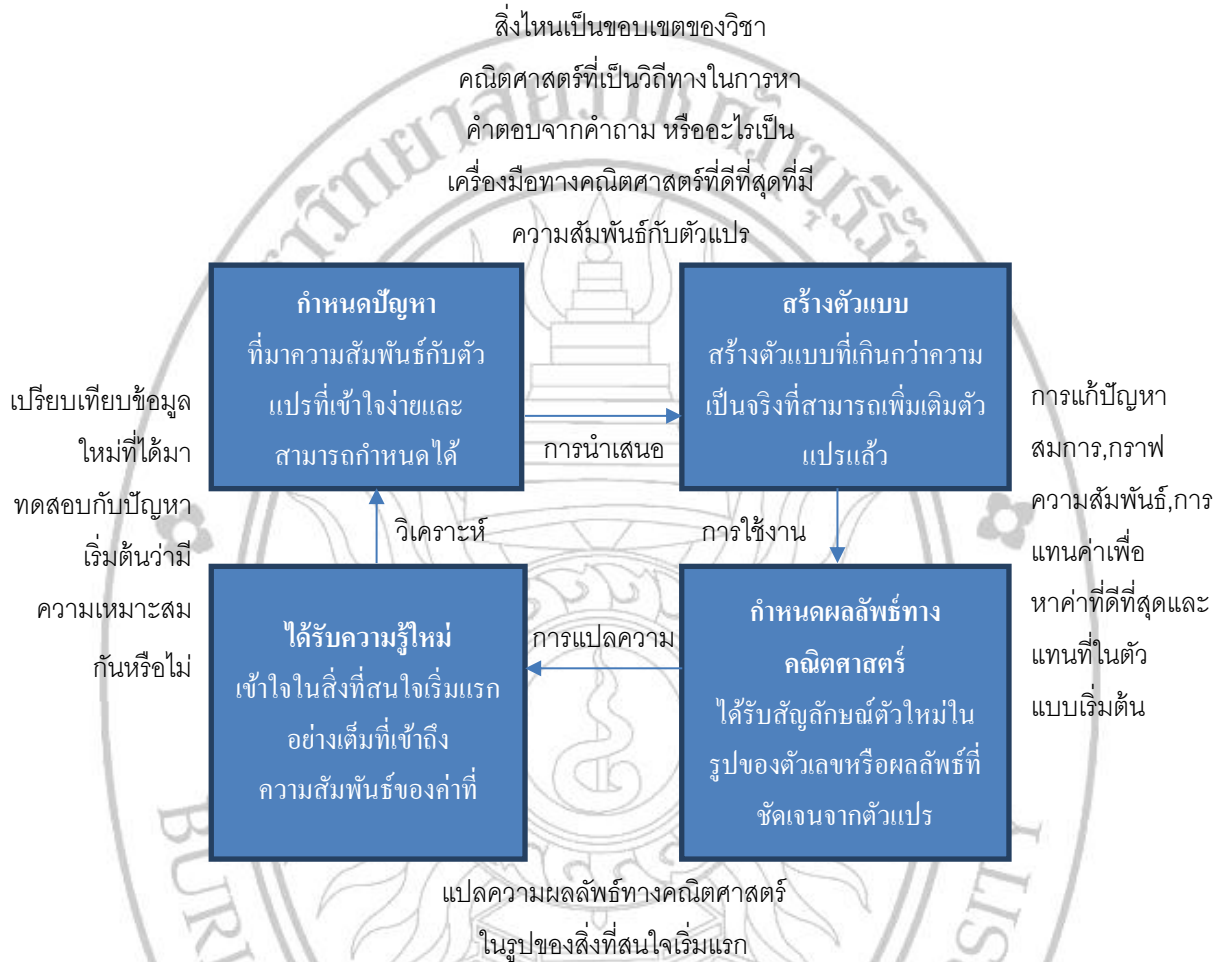 สิ่งไหนเป็นขอบเขตของวิชา
คณิตศาสตร์ที่เป็นวิถีทางในการหา
คำตอบจากคำถาม หรืออะไรเป็น
เครื่องมือทางคณิตศาสตร์ที่ดีที่สุดที่มี
ความสัมพันธ์กับตัวแปร
กำหนดปัญหา
ที่มาความสัมพันธ์กับตัว
แปรที่เข้าใจง่ายและ
สามารถกำหนดได้
การนำเสนอ
สร้างตัวแบบ
สร้างตัวแบบที่เกินกว่าความ
เป็นจริงที่สามารถเพิ่มเติมตัว
แปรแล้ว
เปรียบเทียบข้อมูล
ใหม่ที่ได้มา
ทดสอบกับปัญหา
เริ่มต้นว่ามี
ความเหมาะสม
กันหรือไม่
วิเคราะห์
การใช้งาน
การแก้ปัญหา
สมการ,กราฟ
ความสัมพันธ์,การ
แทนค่าเพื่อ
หาค่าที่ดีที่สุดและ
แทนที่ในตัว
แบบเริ่มต้น
ได้รับความรู้ใหม่
เข้าใจในสิ่งที่สนใจเริ่มแรก
อย่างเต็มที่เข้าถึง
ความสัมพันธ์ของค่าที่
การแปลความ
กำหนดผลลัพธ์ทาง
คณิตศาสตร์
ได้รับสัญลักษณ์ตัวใหม่ใน
รูปของตัวเลขหรือผลลัพธ์ที่
ชัดเจนจากตัวแปร
แปลความผลลัพธ์ทางคณิตศาสตร์
ในรูปของสิ่งที่สนใจเริ่มแรก